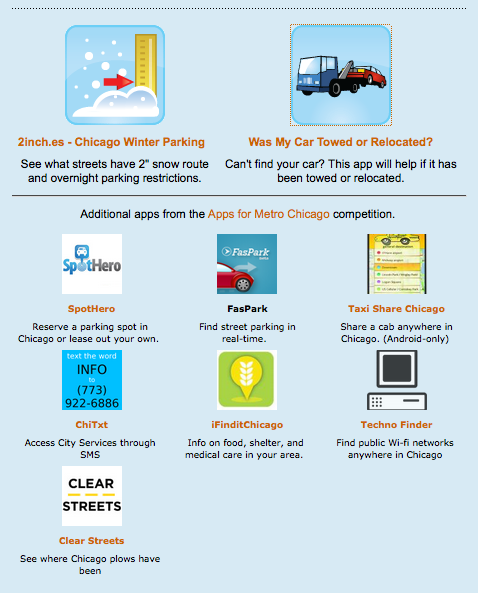 2inch.es - Chicago Winter Parking
See what streets have 2" snow route
and overnight parking restrictions.
Was My Car Towed or Relocated?
Can't find your car? This app will help if it has
been towed or relocated.
Additional apps from the Apps for Metro Chicago competition.
SpotHero
SpotHero
Reserve a parking spot in
Chicago or lease out your own.
FasPark
FasPark
Find street parking in
real-time.
Taxi Share Chicago
Share a cab anywhere in
Chicago. (Android-only)
text the word
INFO
to
(773)
922-6886
ChiTxt
Access City Services through
SMS
iFinditChicago
Info on food, shelter, and
medical care in your area.
Techno Finder
Find public Wi-fi networks
anywhere in Chicago
CLEAR
STREETS
Clear Streets
See where Chicago plows have
been